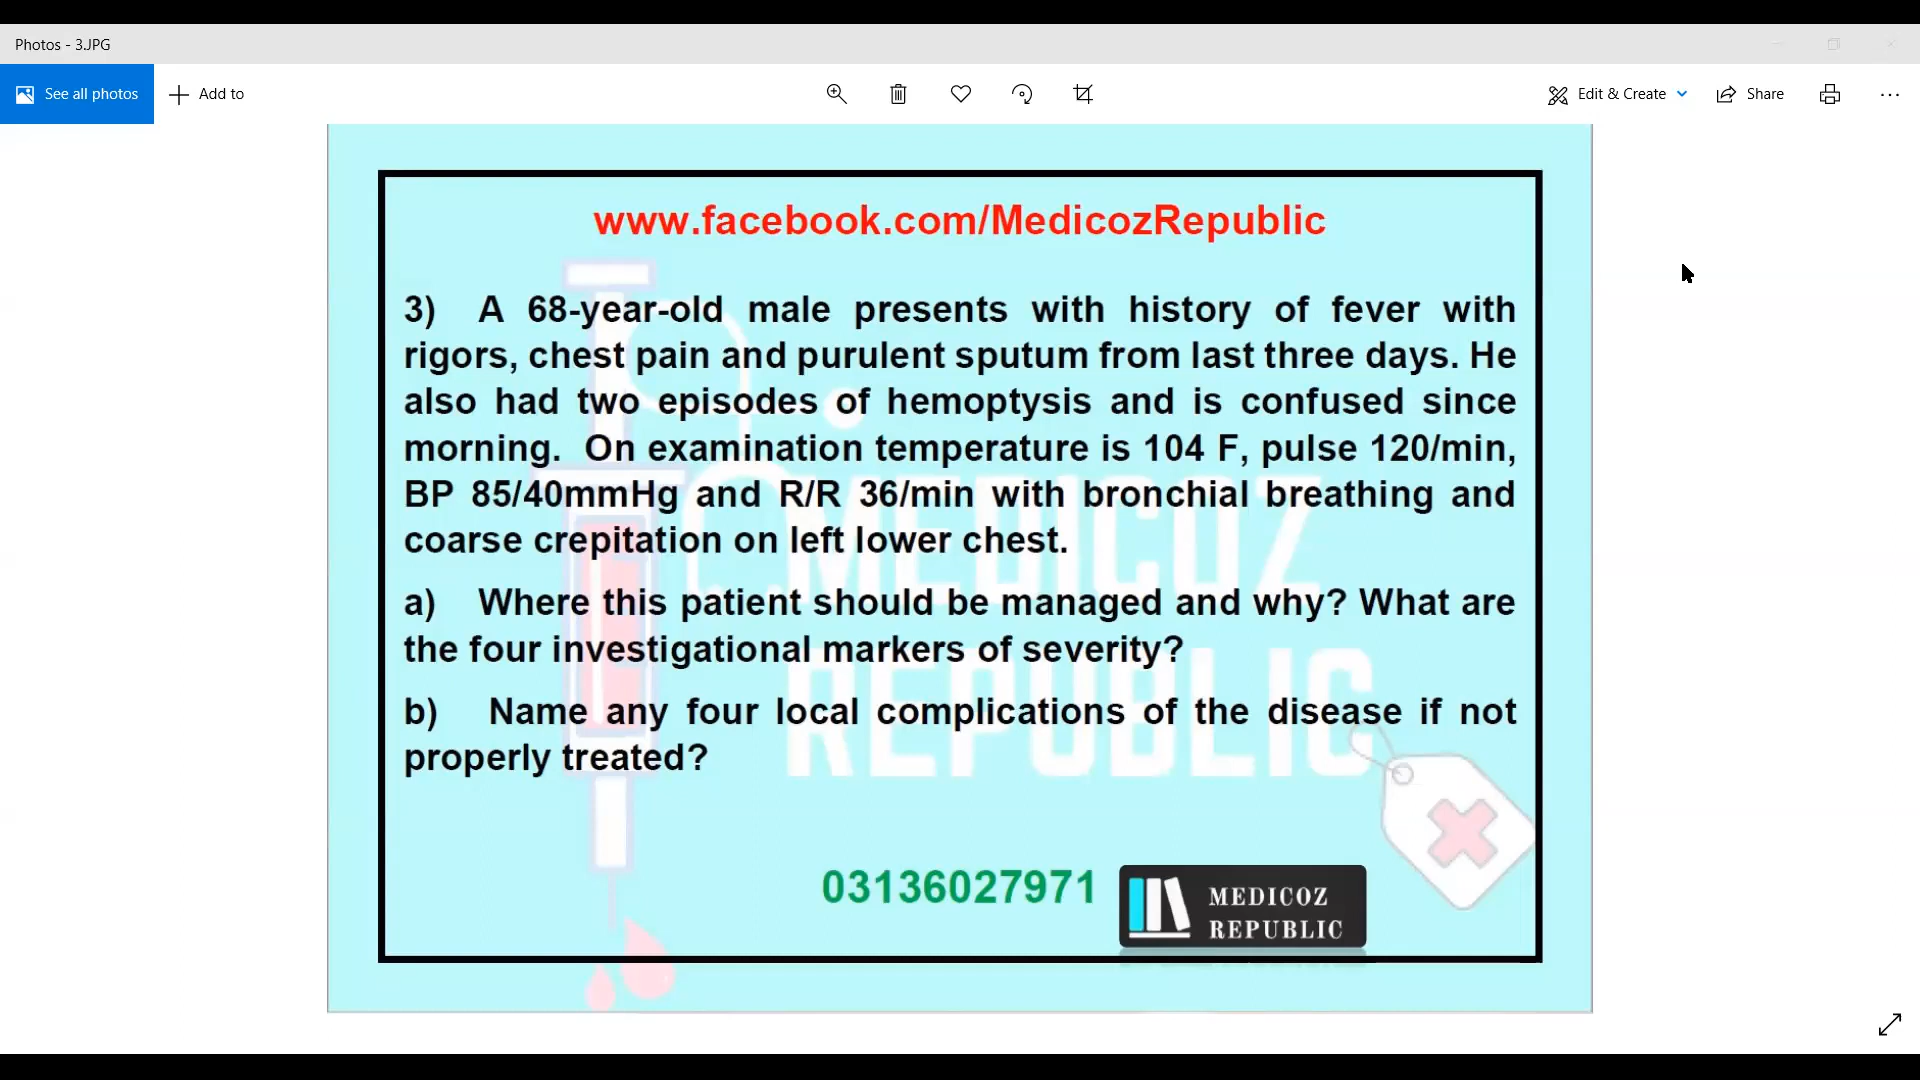 Photos - 3.JPG
See all photos
Add to
Edit & Create
Share
www.facebook.com/MedicozRepublic
3) A 68-year-old male presents with history of fever with
rigors, chest pain and purulent sputum from last three days. He
also had two episodes of hemoptysis and is confused since
morning. On examination temperature is 104 F, pulse 120/min,
BP 85/40mmHg and R/R 36/min with bronchial breathing and
coarse crepitation on left lower chest.
a) Where this patient should be managed and why? What are
the four investigational markers of severity?
b) Name any four local complications of the disease if not
properly treated?
MEDICOZ
REPUBLIC
03136027971
MEDICOZ
REPUBLIC